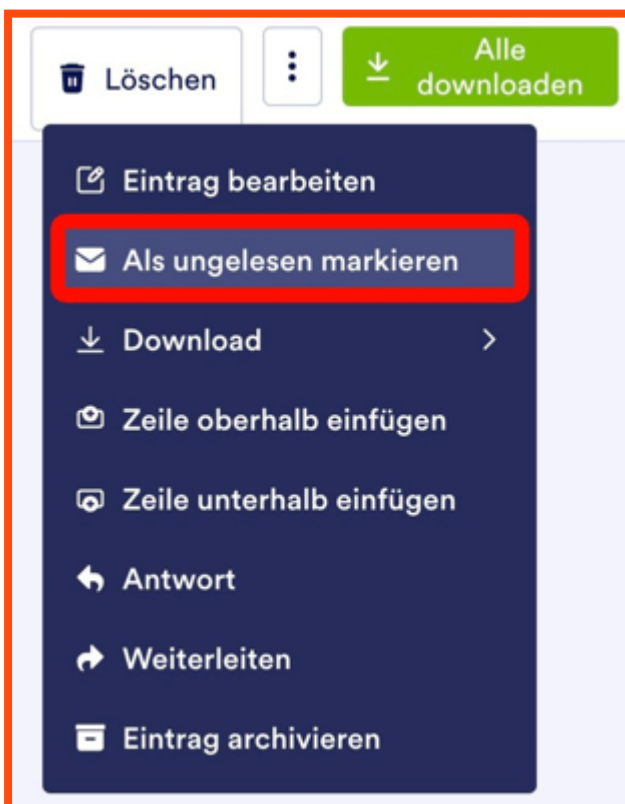 Löschen
Alle
downloaden
Eintrag bearbeiten
Als ungelesen markieren
Download
Zeile oberhalb einfügen
Zeile unterhalb einfügen
Antwort
Weiterleiten
Eintrag archivieren